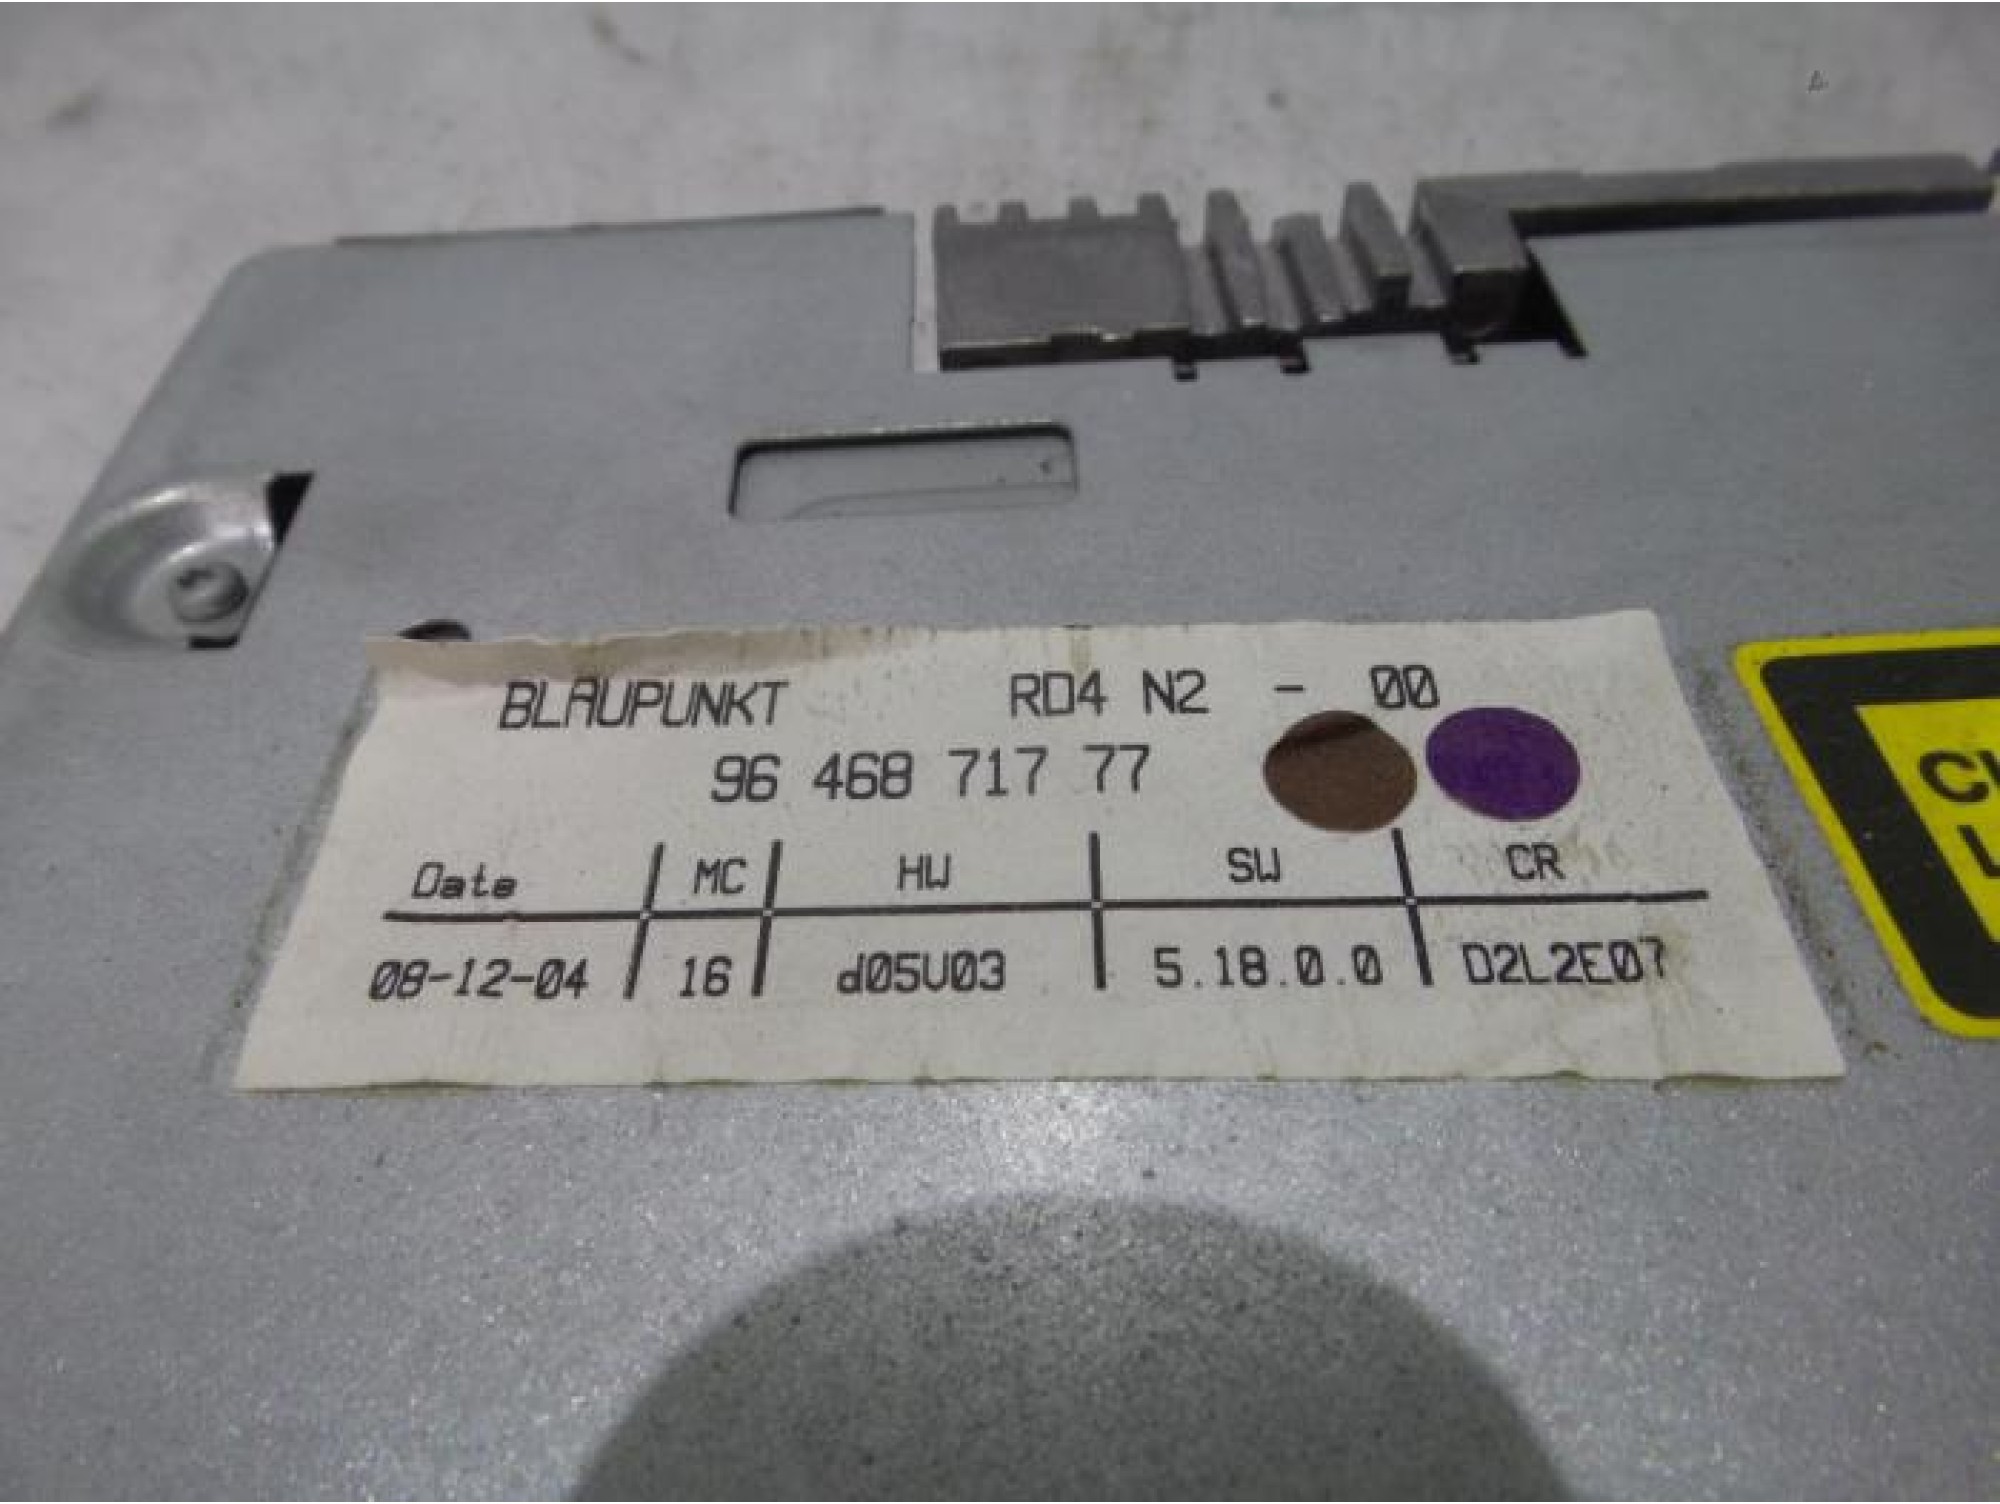 BLAUPUNKT RD4 N2 - 00
96 468 717 77
Date MC HW SW CR
08-12-04 16 d05V03 5.18.0.0 D2L2E07